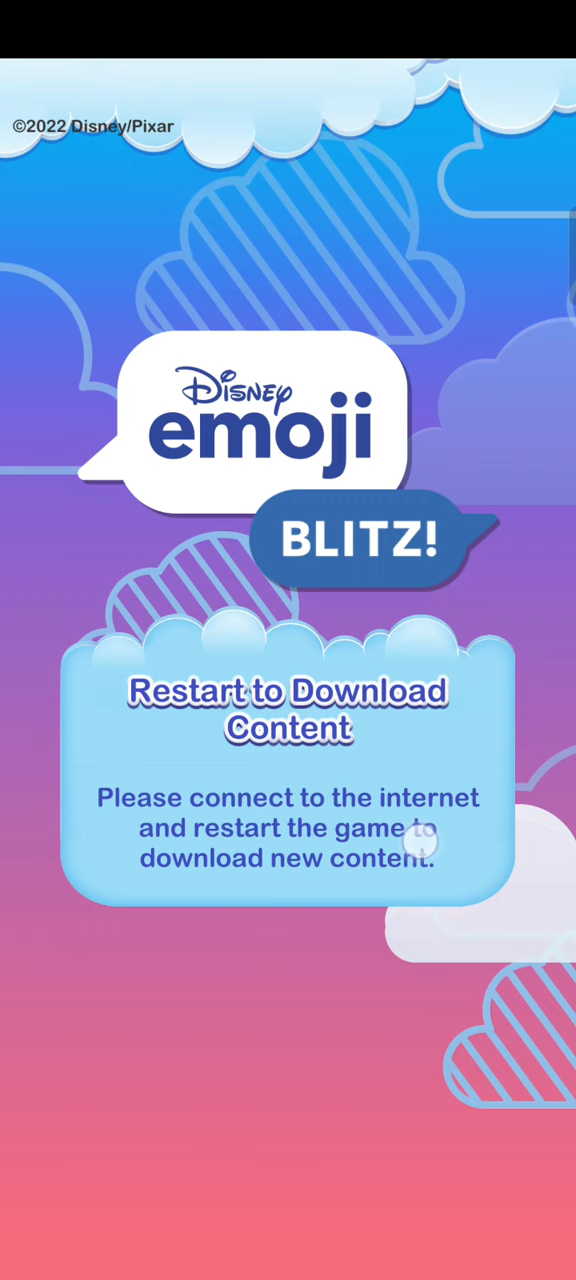 ©2022 Disney/Pixar
Disney
emoji
BLITZ!
Restart to Download
Content
Please connect to the internet
and restart the game to
download new content.